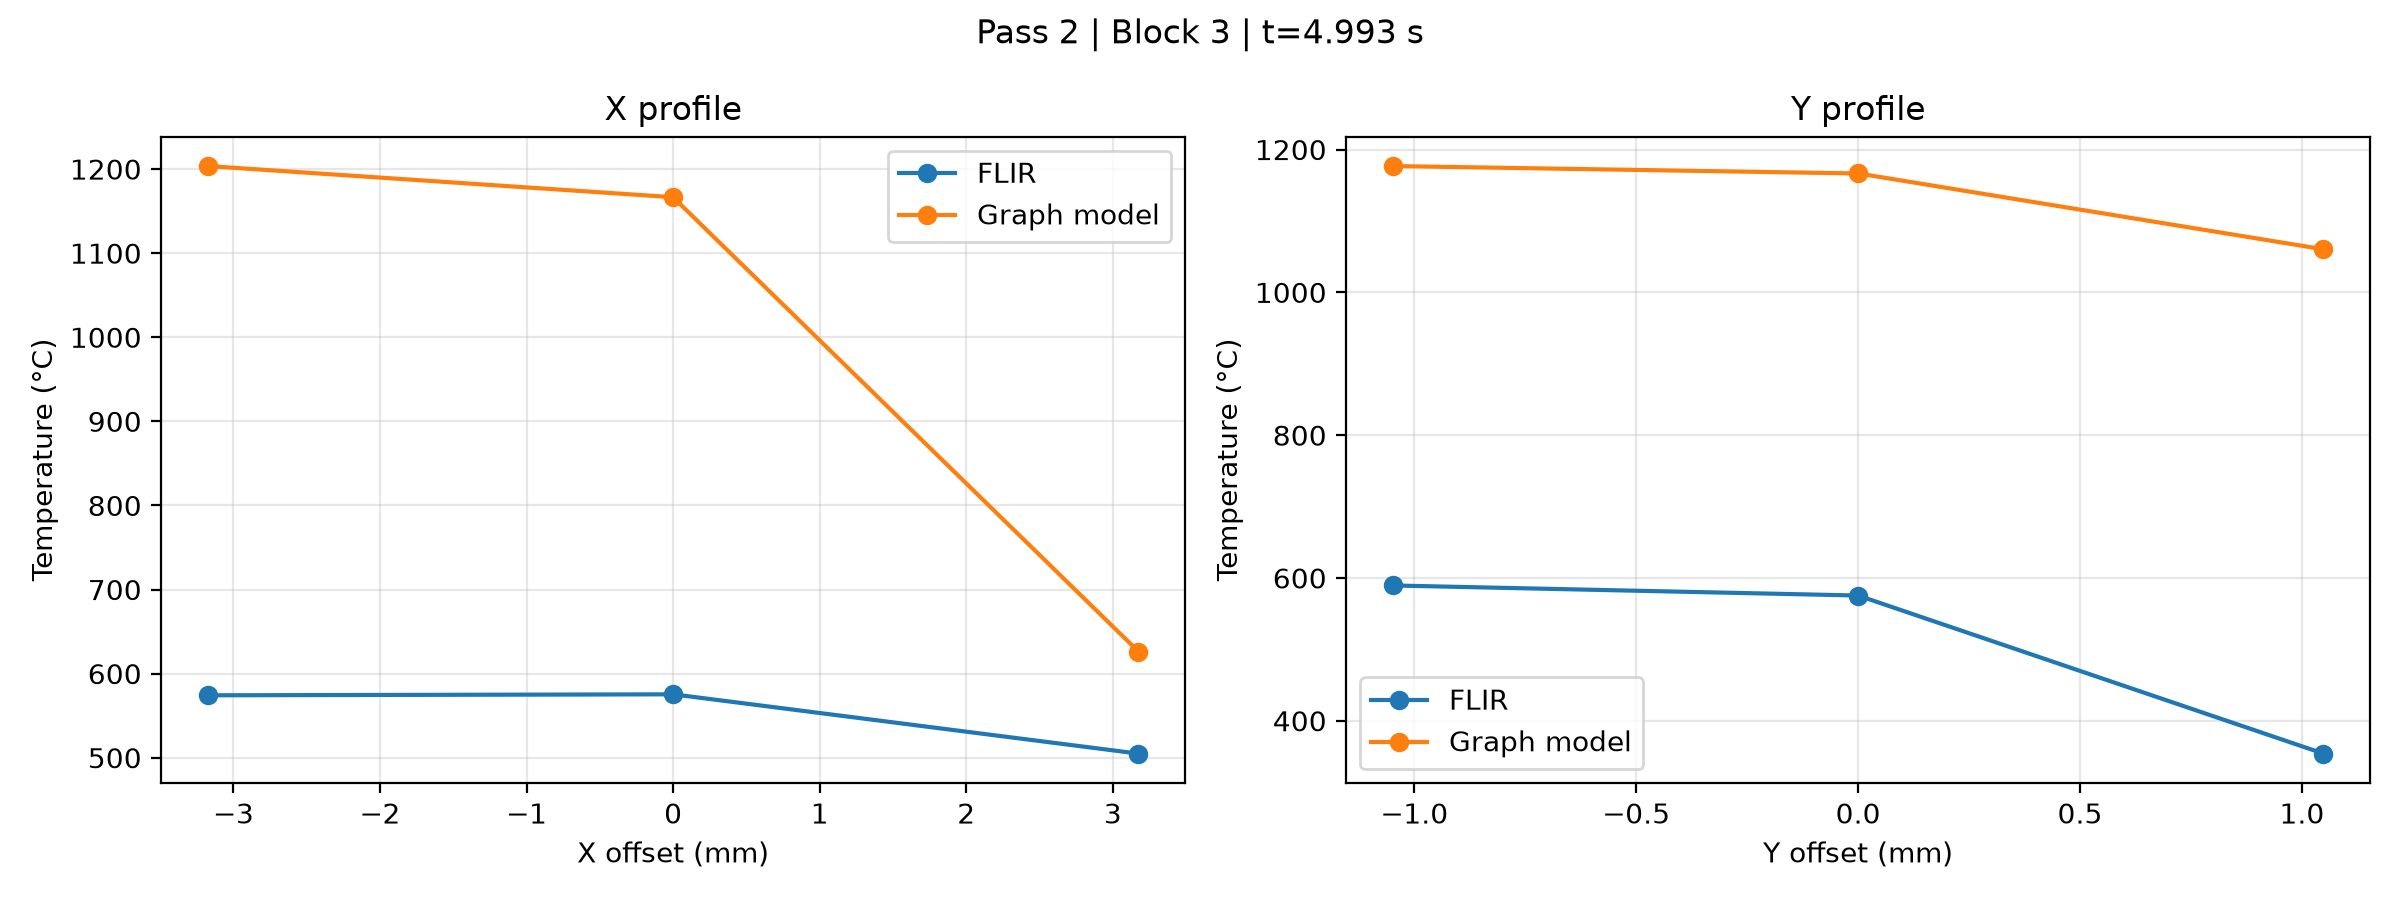 Pass 2 | Block 3 | t=4.993 s
X profile
1200
1100
1000
900
800
700
600
500
Temperature (°C)
−3
−2
−1
0
1
2
3
X offset (mm)
FLIR
Graph model
Y profile
1200
1000
800
600
400
Temperature (°C)
−1.0
−0.5
0.0
0.5
1.0
Y offset (mm)
FLIR
Graph model